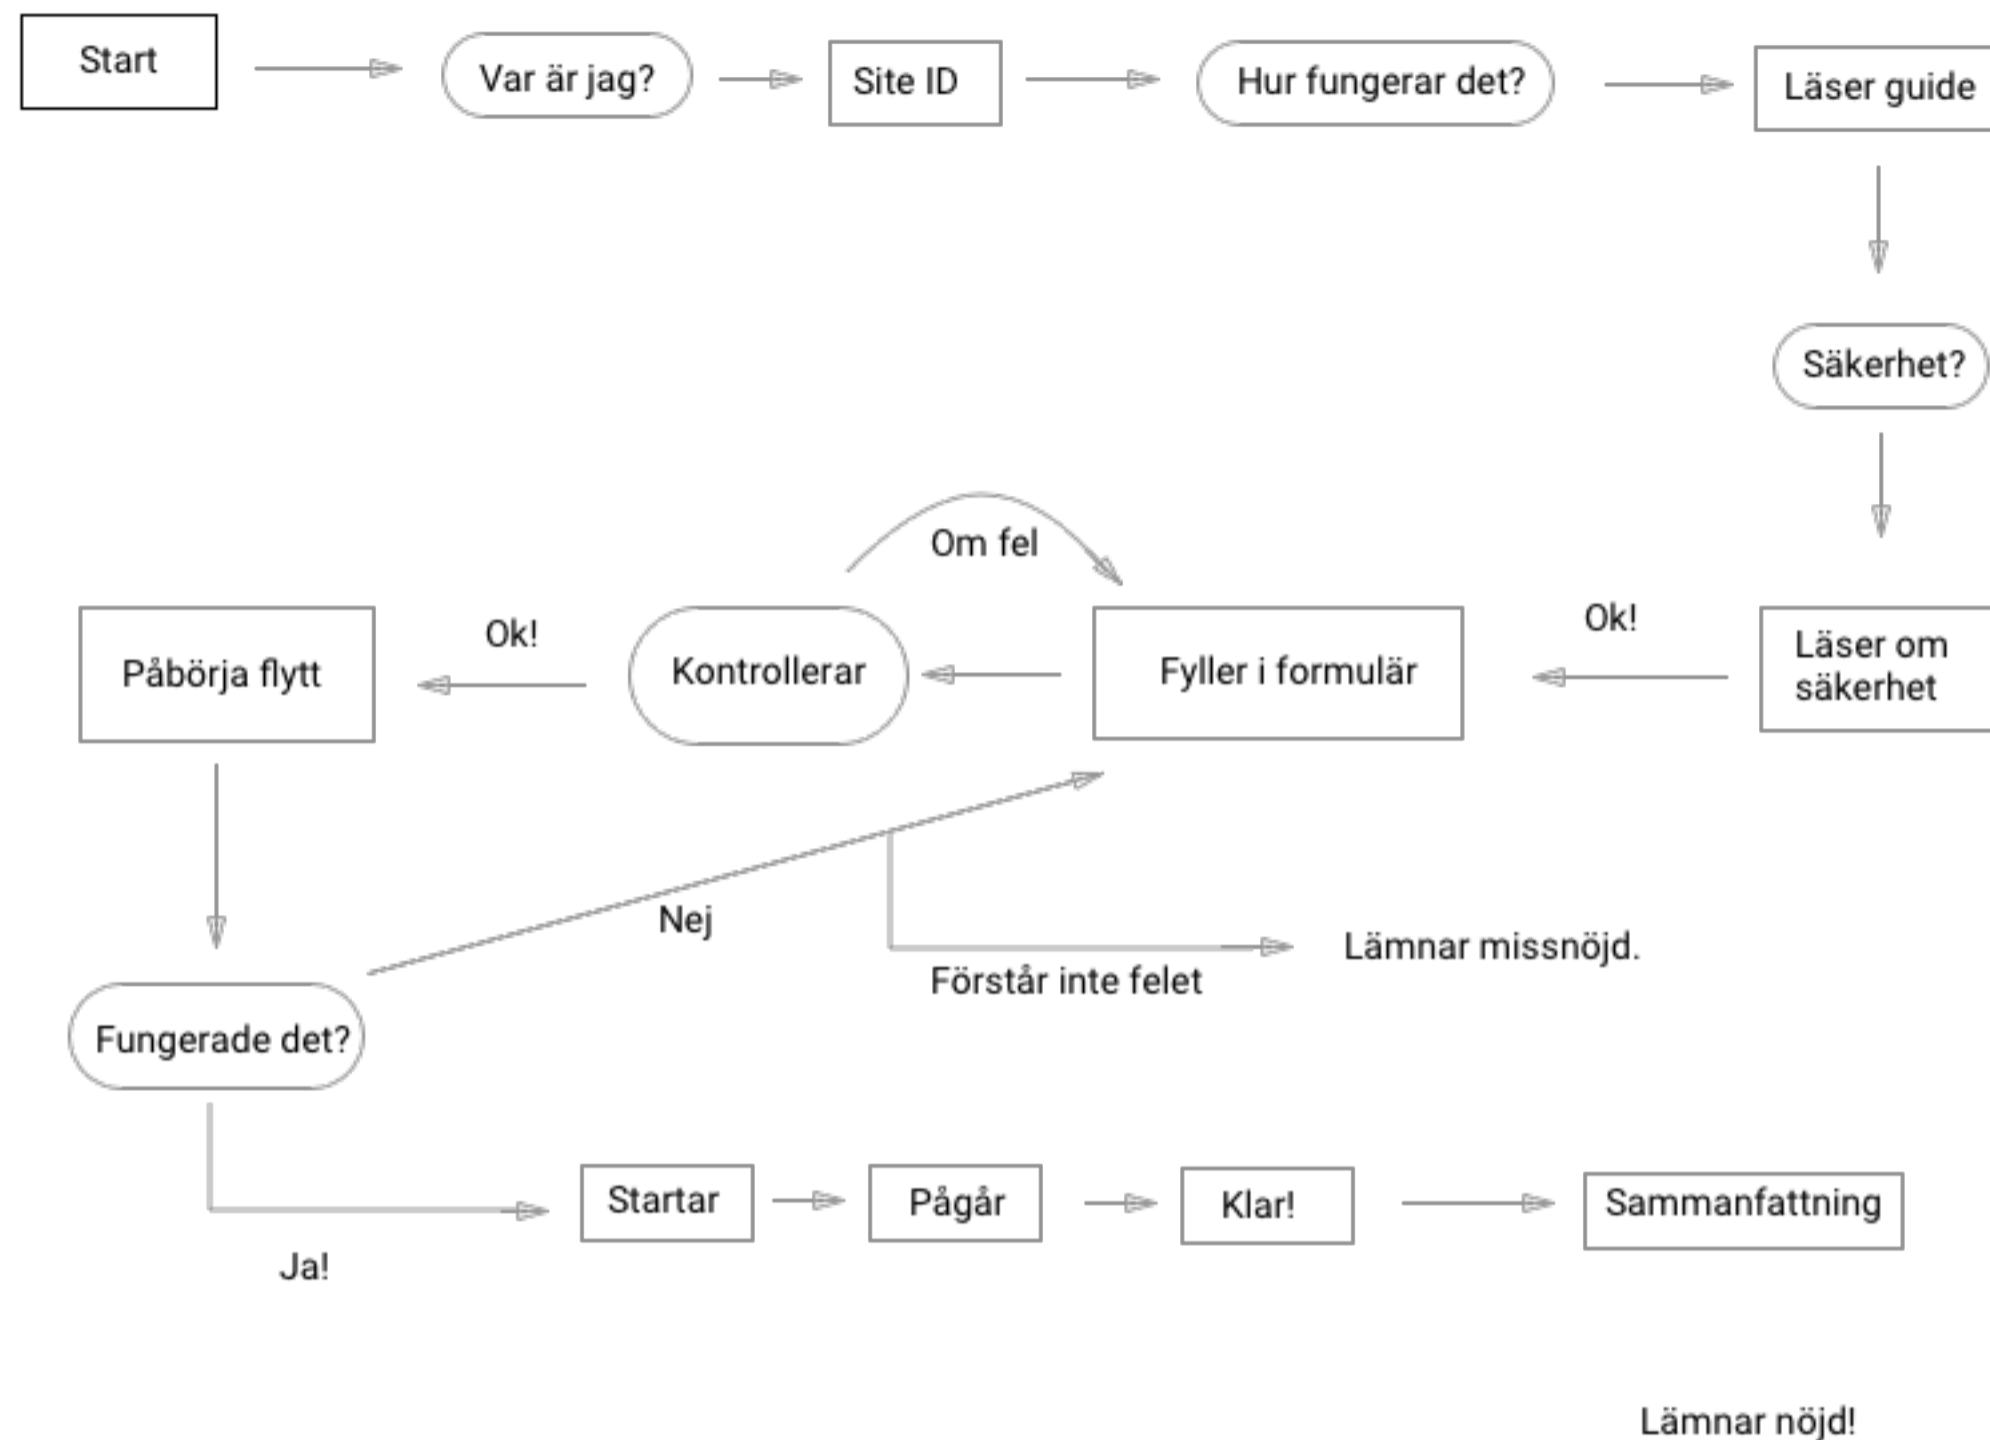 Start
Var är jag?
Site ID
Hur fungerar det?
Läser guide
Säkerhet?
Om fel
Påbörja flytt
Ok!
Kontrollerar
Fyller i formulär
Ok!
Läser om
säkerhet
Nej
Förstår inte felet
Lämnar missnöjd.
Fungerade det?
Ja!
Startar
Pågår
Klar!
Sammanfattning
Lämnar nöjd!